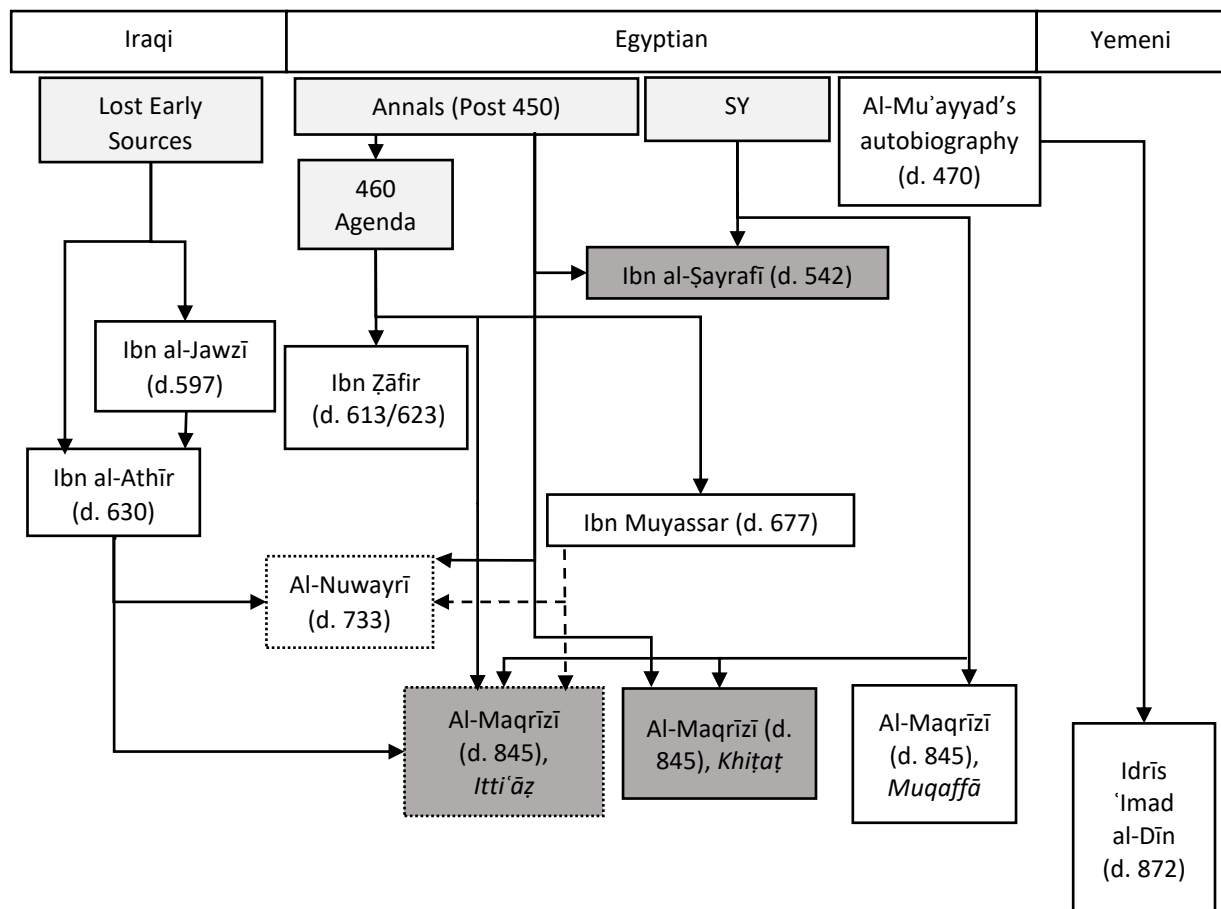 Iraqi
Egyptian
Yemeni
Lost Early
Sources
Annals (Post 450)
SY
Al-Muʾayyad’s
autobiography
(d. 470)
460
Agenda
Ibn al-Ṣayrafī (d. 542)
Ibn al-Jawzī
(d.597)
Ibn Ẓāfir
(d. 613/623)
Ibn al-Athīr
(d. 630)
Ibn Muyassar (d. 677)
Al-Nuwayrī
(d. 733)
Al-Maqrīzī
(d. 845),
Ittiʿāẓ
Al-Maqrīzī (d.
845), Khiṭaṭ
Al-Maqrīzī
(d. 845),
Muqaffā
Idrīs
ʿImad
al-Dīn
(d. 872)